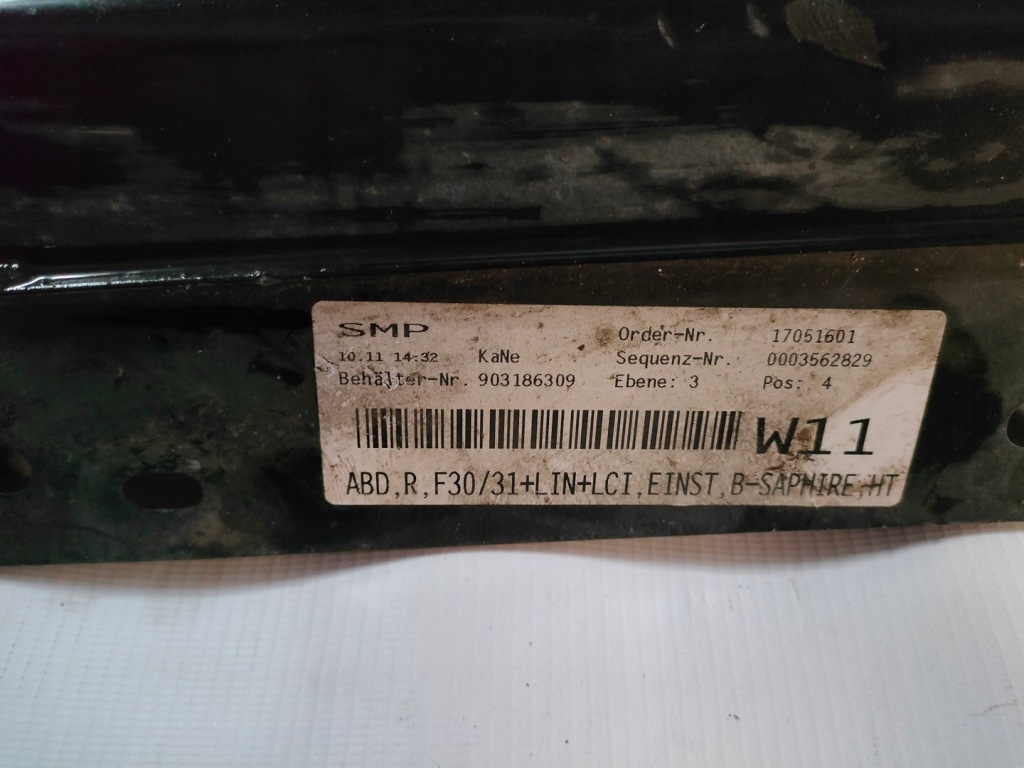 SMP Order-Nr. 17051601
10.11 14:32 KaNe Sequenz-Nr. 0003562829
Behälter-Nr. 903186309 Ebene: 3 Pos: 4
W11
ABD,R,F30/31+LIN+LCI,EINST,B-SAPHIRE,HT